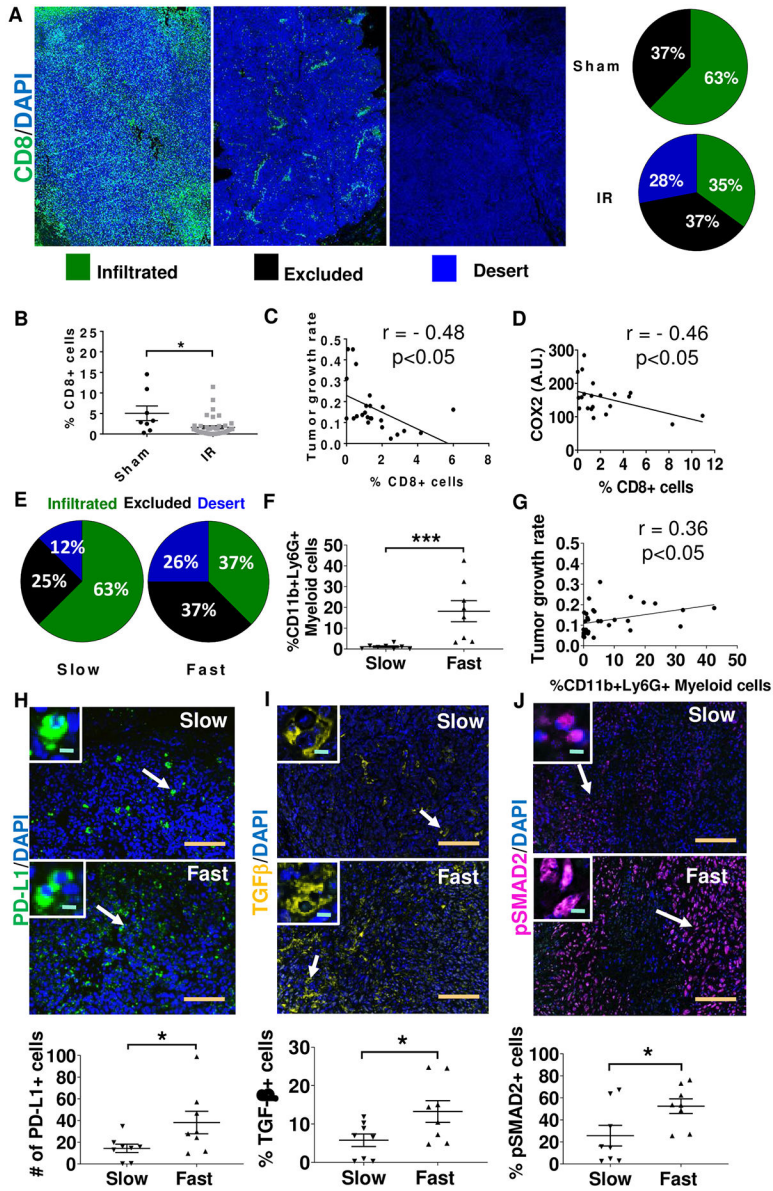 A
CD8/DAPI
Sham
37%
63%
IR
28%
35%
37%
Infiltrated
Excluded
Desert
B
% CD8+ cells
25
20
15
10
5
0
*
Sham
IR
C
Tumor growth rate
0.5
0.4
0.3
0.2
0.1
0.0
r = - 0.48
p<0.05
0 2 4 6 8
% CD8+ cells
D
COX2 (A.U.)
300
200
100
0
r = - 0.46
p<0.05
0 2 4 6 8 10 12
% CD8+ cells
E
Infiltrated Excluded Desert
12%
25%
63%
Slow
26%
37%
37%
Fast
F
%CD11b+Ly6G+
Myeloid cells
50
40
30
20
10
0
***
Slow
Fast
G
Tumor growth rate
0.5
0.4
0.3
0.2
0.1
0.0
r = 0.36
p<0.05
0 10 20 30 40 50
%CD11b+Ly6G+ Myeloid cells
H
PD-L1/DAPI
Slow
Fast
# of PD-L1+ cells
100
80
60
40
20
0
*
Slow
Fast
I
TGFβ/DAPI
Slow
Fast
% TGF + cells
30
20
10
0
*
Slow
Fast
J
pSMAD2/DAPI
Slow
Fast
% pSMAD2+ cells
100
80
60
40
20
0
*
Slow
Fast